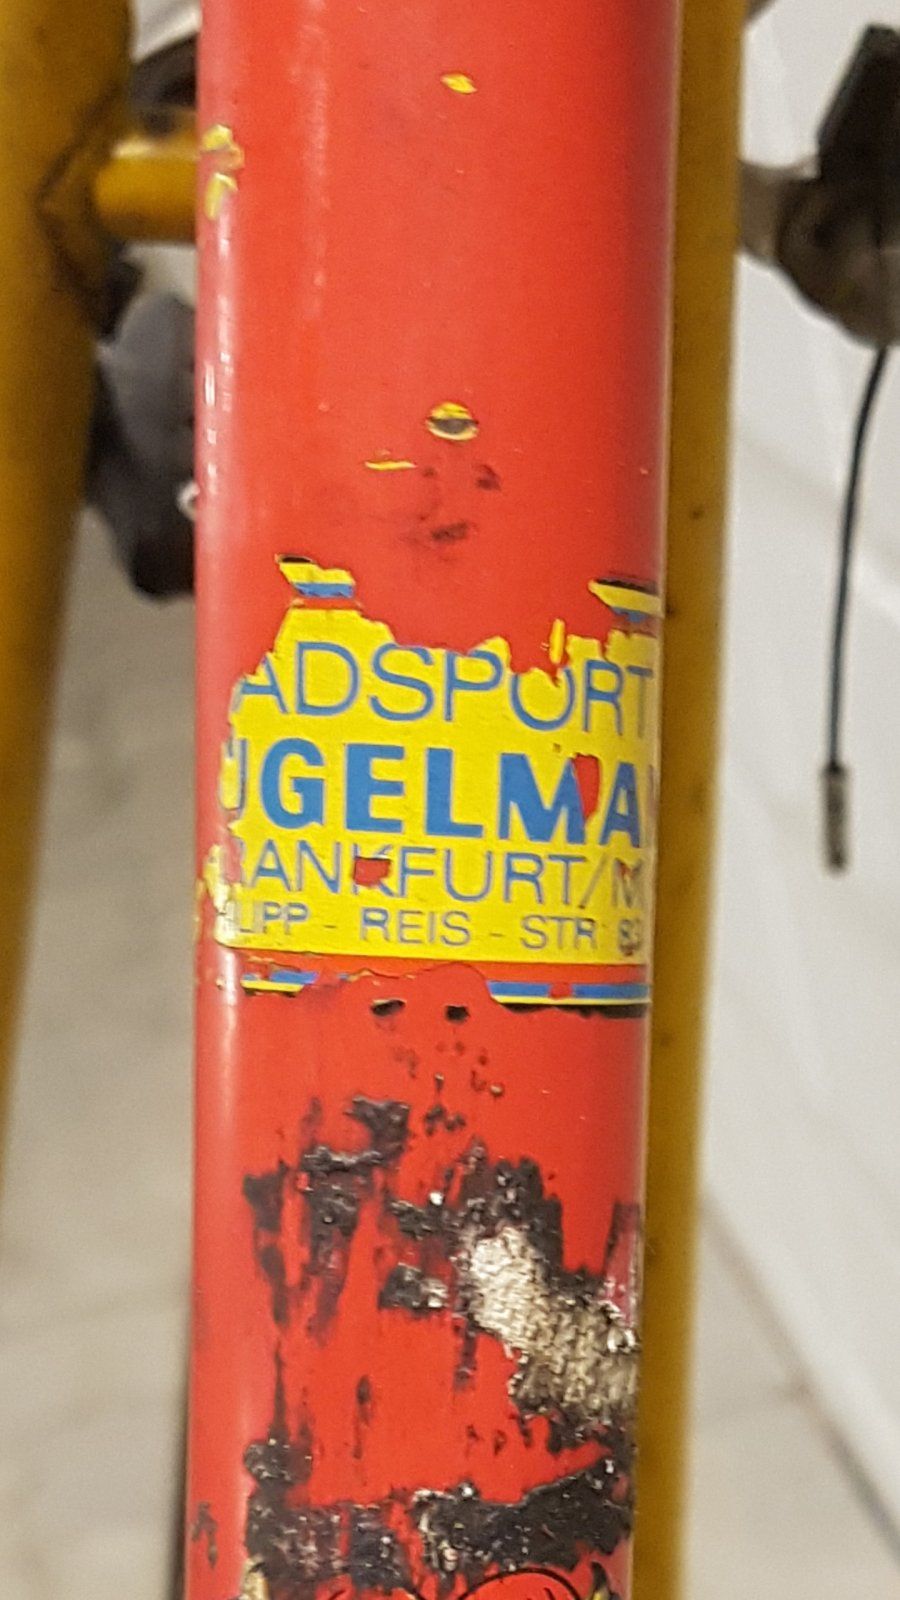 ADSPORT
UGELMA
RANKFURT/M
LIPP - REIS - STR